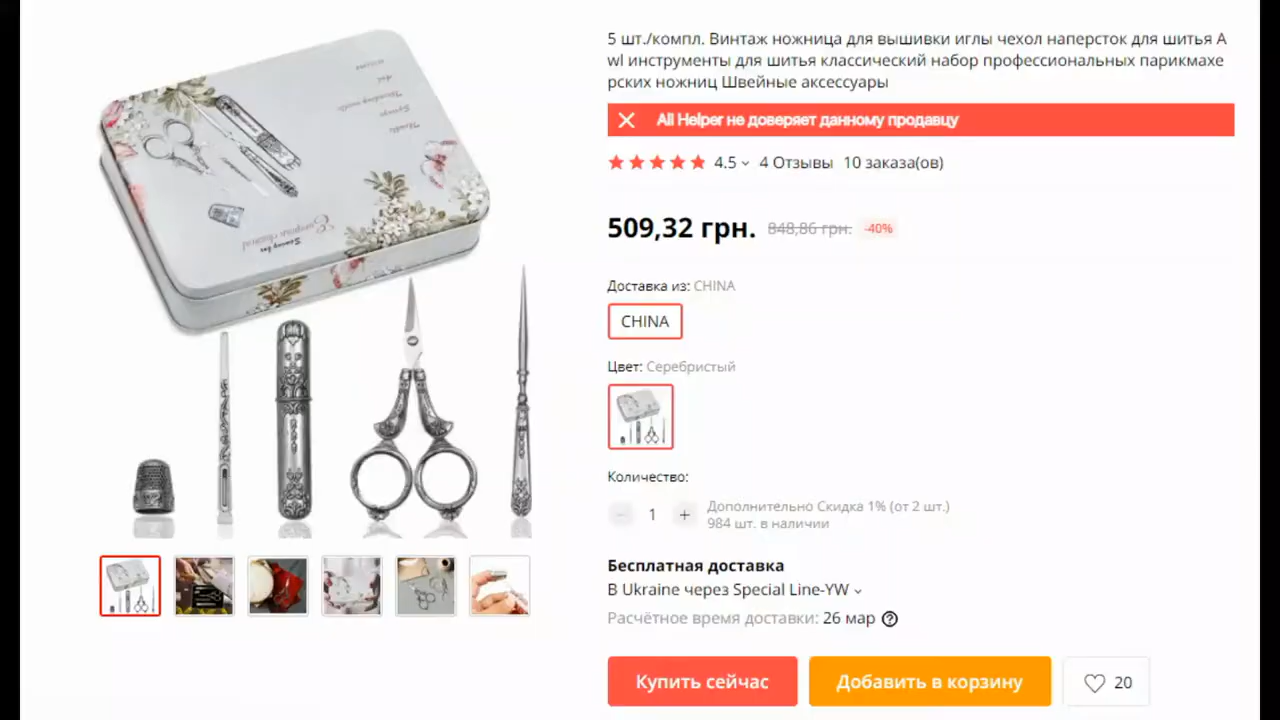 5 шт./компл. Винтаж ножница для вышивки иглы чехол наперсток для шитья A
wl инструменты для шитья классический набор профессиональных парикмахе
рских ножниц Швейные аксессуары
Ali Helper не доверяет данному продавцу
4.5 4 Отзывы 10 заказа(ов)
509,32 грн. 848,86 грн. -40%
Доставка из: CHINA
CHINA
Цвет: Серебристый
Количество:
1 + Дополнительно Скидка 1% (от 2 шт.)
984 шт. в наличии
Бесплатная доставка
В Ukraine через Special Line-YW
Расчётное время доставки: 26 мар ?
Купить сейчас Добавить в корзину 20